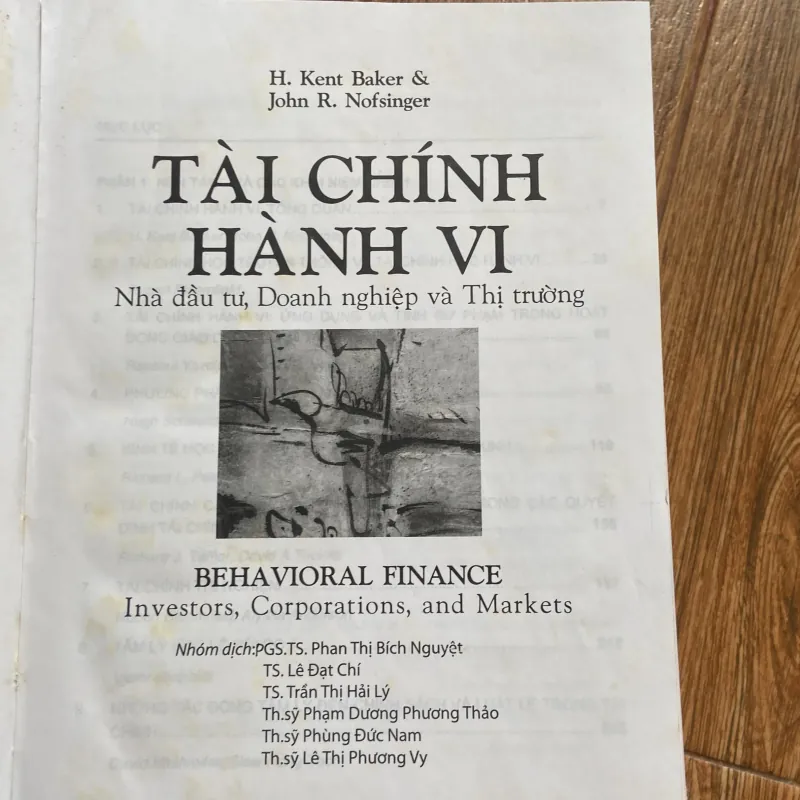 H. Kent Baker &
John R. Nofsinger
TÀI CHÍNH
HÀNH VI
Nhà đầu tư, Doanh nghiệp và Thị trường
BEHAVIORAL FINANCE
Investors, Corporations, and Markets
Nhóm dịch:PGS.TS. Phan Thị Bích Nguyệt
TS. Lê Đạt Chí
TS. Trần Thị Hải Lý
Th.sỹ Phạm Dương Phương Thảo
Th.sỹ Phùng Đức Nam
Th.sỹ Lê Thị Phương Vy